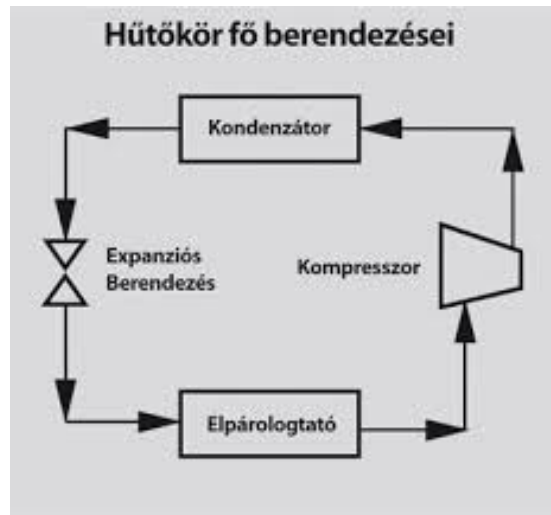 Hűtőkör fő berendezései
Kondenzátor
Expanziós
Berendezés
Kompresszor
Elpárologtató